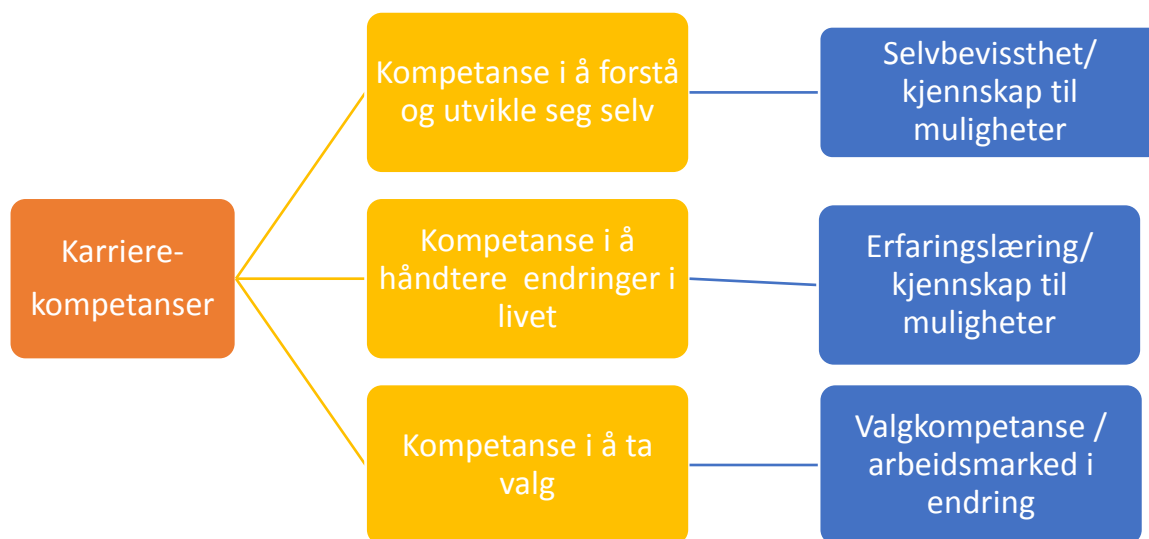 Karriere-
kompetanser
Kompetanse i å forstå
og utvikle seg selv
Selvbevissthet/
kjennskap til
muligheter
Kompetanse i å
håndtere  endringer i
livet
Erfaringslæring/
kjennskap til
muligheter
Kompetanse i å ta
valg
Valgkompetanse /
arbeidsmarked i
endring